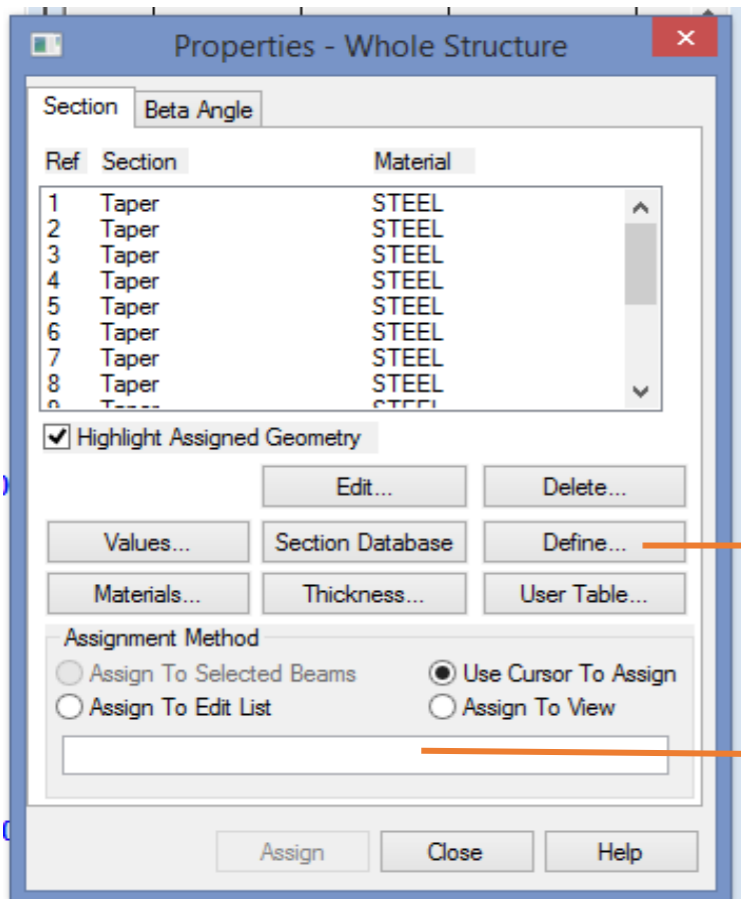 Properties - Whole Structure
Section Beta Angle
Ref Section Material
1 Taper STEEL
2 Taper STEEL
3 Taper STEEL
4 Taper STEEL
5 Taper STEEL
6 Taper STEEL
7 Taper STEEL
8 Taper STEEL
Highlight Assigned Geometry
Edit... Delete...
Values... Section Database Define...
Materials... Thickness... User Table...
Assignment Method
Assign To Selected Beams Use Cursor To Assign
Assign To Edit List Assign To View
Assign Close Help